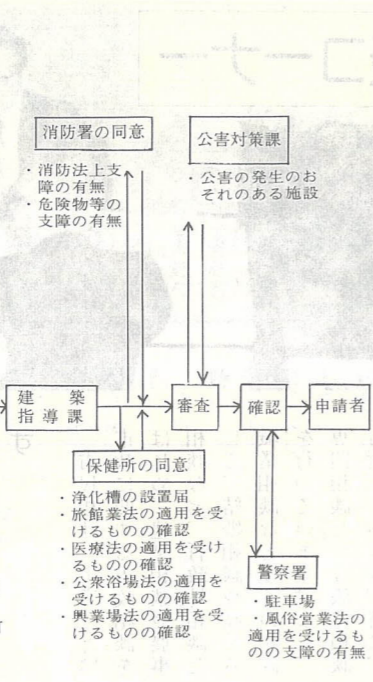 消防署の同意
・消防法上支
障の有無
・危険物等の
支障の有無
公害対策課
・公害の発生のお
それのある施設
建築
指導課
審査
確認
申請者
保健所の同意
・浄化槽の設置届
・旅館業法の適用を受
けるものの確認
・医療法の適用を受け
るものの確認
・公衆浴場法の適用を
受けるものの確認
・興業場法の適用を受
けるものの確認
警察署
・駐車場
・風俗営業法の
適用を受けるも
のの支障の有無